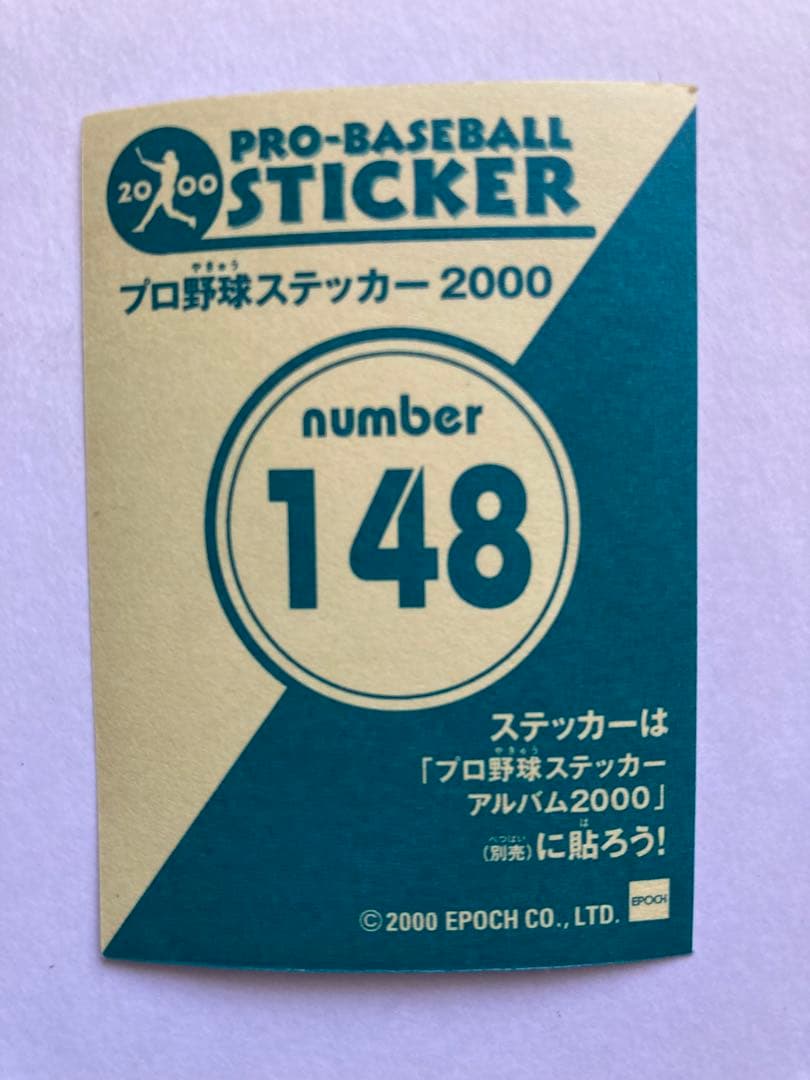 2000
PRO-BASEBALL
STICKER
やきゅう
プロ野球ステッカー 2000
number
148
ステッカーは
やきゅう
「プロ野球ステッカー
アルバム2000」
べつばい は
(別売)に貼ろう!
©2000 EPOCH CO., LTD. EPOCH